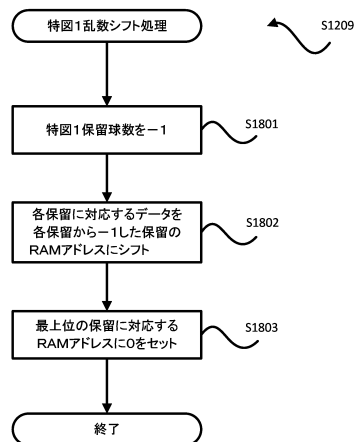 特図1乱数シフト処理
S1209
特図1保留球数を－1
S1801
各保留に対応するデータを
各保留から－1した保留の
RAMアドレスにシフト
S1802
最上位の保留に対応する
RAMアドレスに0をセット
S1803
終了